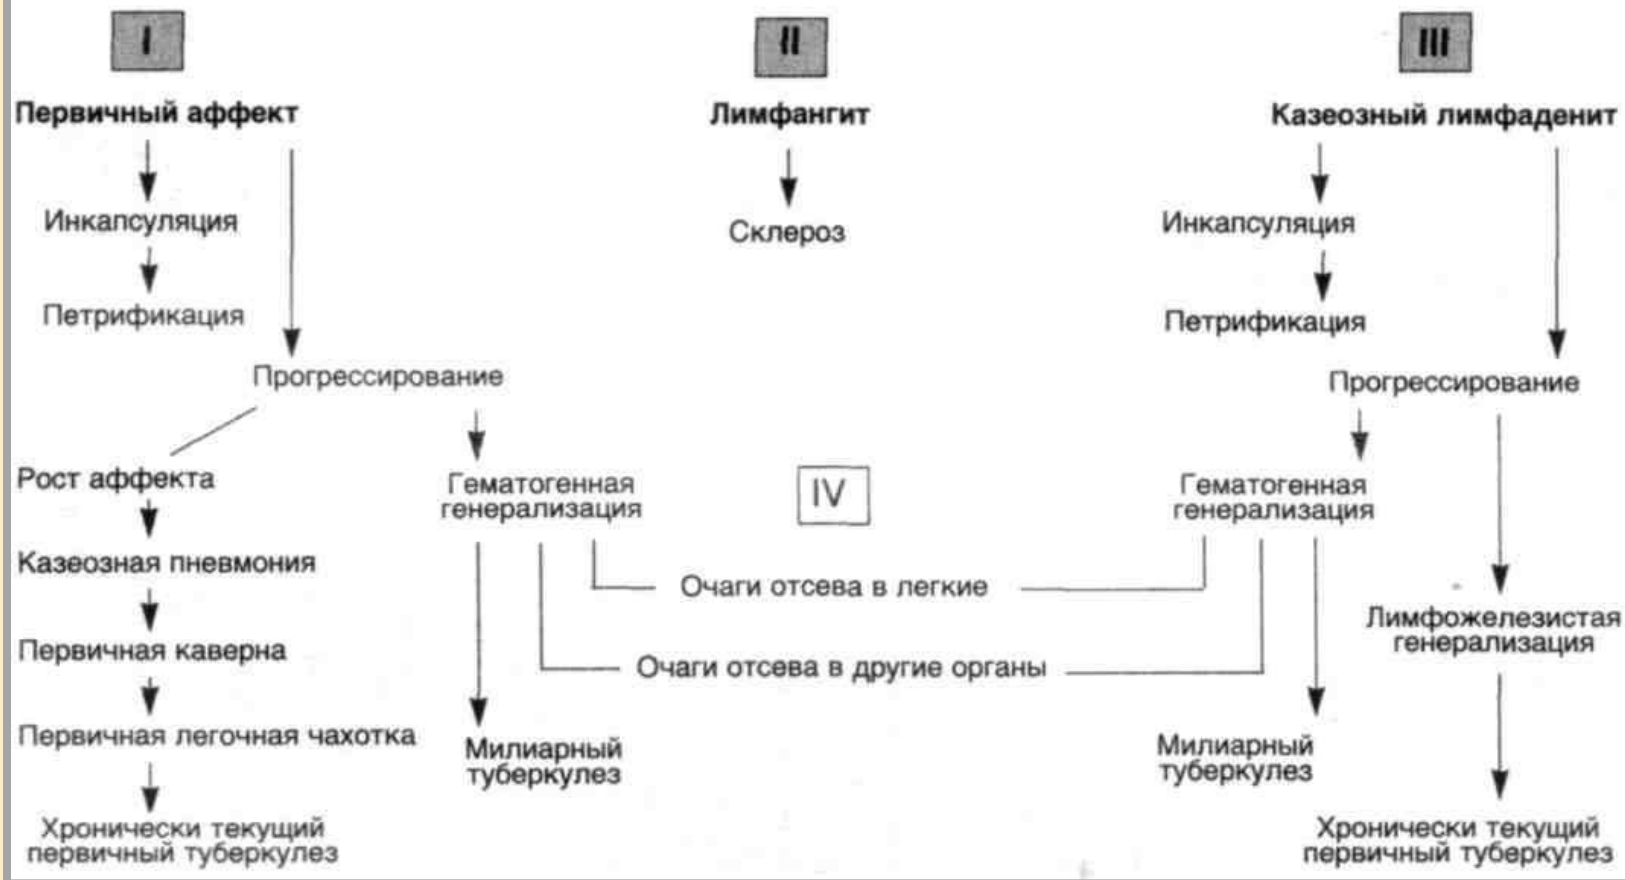 I
II
III
Первичный аффект
Лимфангит
Казеозный лимфаденит
Инкапсуляция
Склероз
Инкапсуляция
Петрификация
Петрификация
Прогрессирование
Прогрессирование
Рост аффекта
Гематогенная
генерализация
IV
Гематогенная
генерализация
Казеозная пневмония
Очаги отсева в легкие
Лимфожелезистая
генерализация
Первичная каверна
Очаги отсева в другие органы
Первичная легочная чахотка
Милиарный
туберкулез
Милиарный
туберкулез
Хронически текущий
первичный туберкулез
Хронически текущий
первичный туберкулез